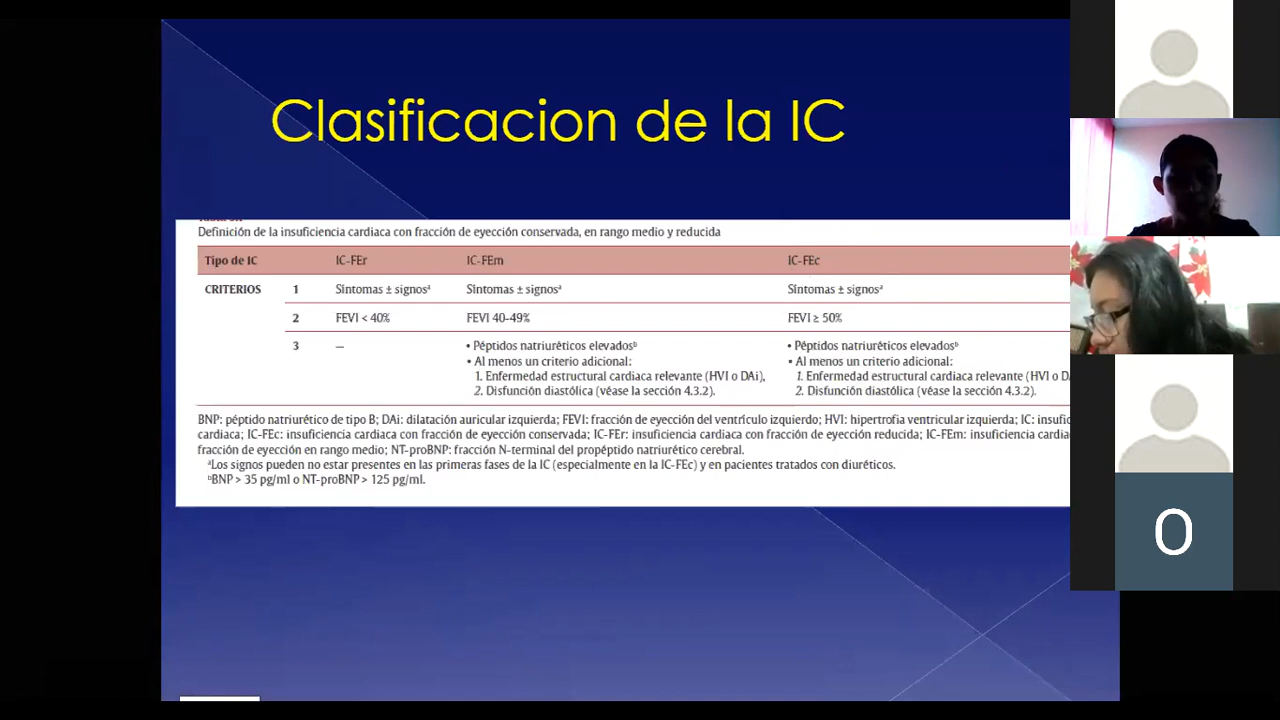 Clasificacion de la IC
Definición de la insuficiencia cardiaca con fracción de eyección conservada, en rango medio y reducida
Tipo de IC IC-FEr IC-FEm IC-FEc
CRITERIOS 1 Síntomas ± signosª Síntomas ± signosª Síntomas ± signosª
2 FEVI < 40% FEVI 40-49% FEVI ≥ 50%
3 — • Péptidos natriuréticos elevadosᵇ • Péptidos natriuréticos elevadosᵇ
• Al menos un criterio adicional: • Al menos un criterio adicional:
1. Enfermedad estructural cardiaca relevante (HVI o DAi), 1. Enfermedad estructural cardiaca relevante (HVI o
2. Disfunción diastólica (véase la sección 4.3.2). 2. Disfunción diastólica (véase la sección 4.3.2).
BNP: péptido natriurético de tipo B; DAi: dilatación auricular izquierda; FEVI: fracción de eyección del ventrículo izquierdo; HVI: hipertrofia ventricular izquierda; IC:
cardiaca; IC-FEc: insuficiencia cardiaca con fracción de eyección conservada; IC-FEr: insuficiencia cardiaca con fracción de eyección reducida; IC-FEm: insuficiencia
fracción de eyección en rango medio; NT-proBNP: fracción N-terminal del propéptido natriurético cerebral.
ªLos signos pueden no estar presentes en las primeras fases de la IC (especialmente en la IC-FEc) y en pacientes tratados con diuréticos.
ᵇBNP > 35 pg/ml o NT-proBNP > 125 pg/ml.
O